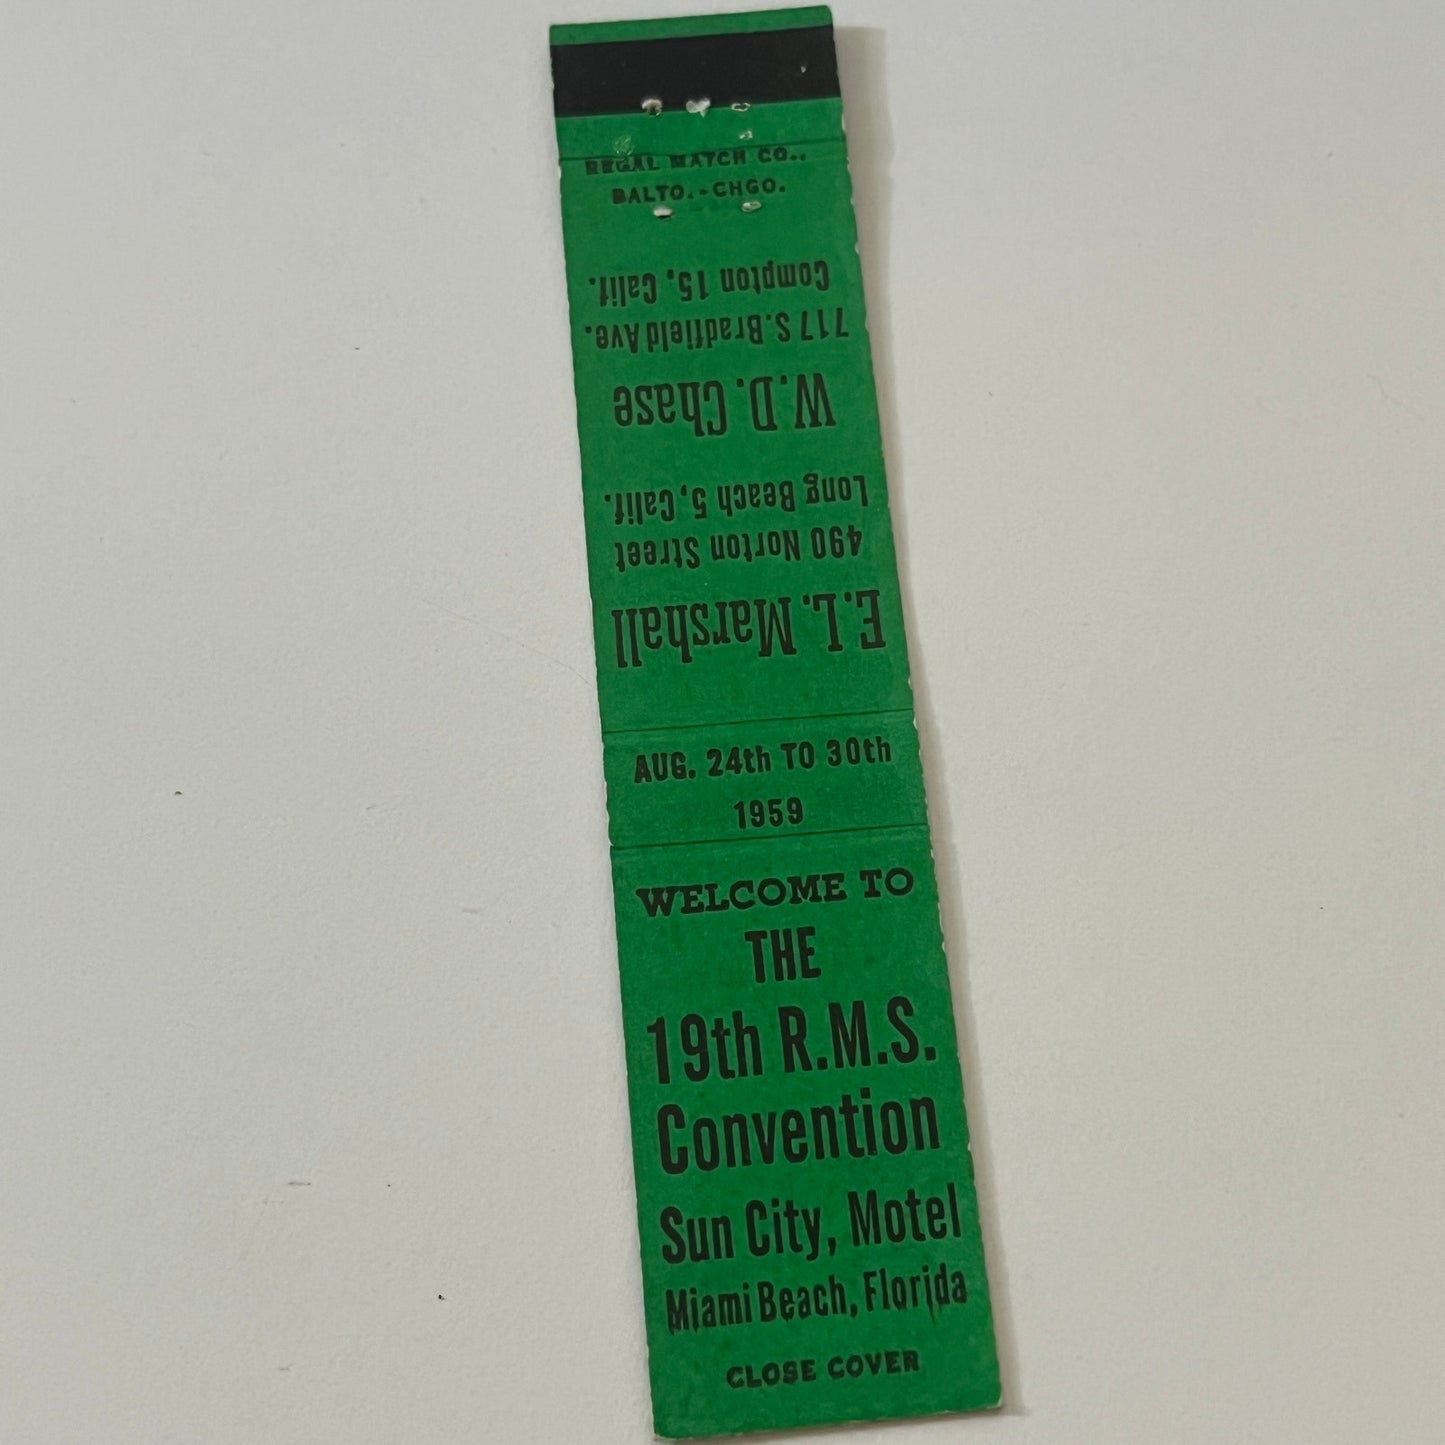 REGAL MATCH CO.,
BALTO.-CHGO.
E.L. Marshall
490 Norton Street
Long Beach 5, Calif.
W.D. Chase
717 S. Bradfield Ave.
Compton 15, Calif.
AUG. 24th TO 30th
1959
WELCOME TO
THE
19th R.M.S.
Convention
Sun City, Motel
Miami Beach, Florida
CLOSE COVER